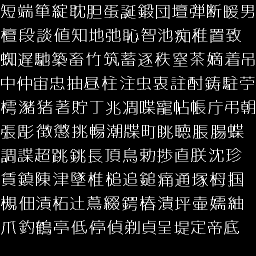 短端箪綻耽胆蛋誕鍛団壇弾断暖男
檀段談値知地弛恥智池痴稚置致
蜘遅馳築畜竹筑蓄逐秩窒茶嫡着吊
中仲宙忠抽昼柱注虫衷註酎鋳駐苧
樗瀦猪著貯丁兆凋喋寵帖帳庁弔朝
張彫徴懲挑暢潮牒町眺聴脹腸蝶
調諜超跳銚長頂鳥勅捗直朕沈珍
賃鎮陳津墜椎槌追鎚痛通塚栂掴
槻佃漬柘辻蔦綴鍔椿潰坪壷嬬紬
爪釣鶴亭低停偵剃貞呈堤定帝底